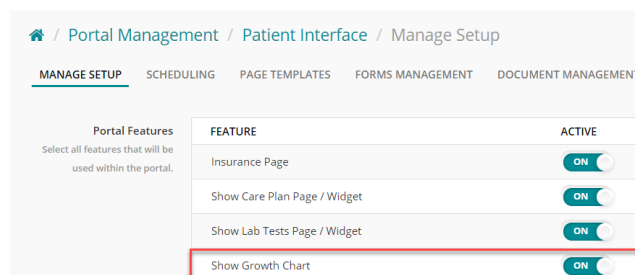 / Portal Management / Patient Interface / Manage Setup
MANAGE SETUP SCHEDULING PAGE TEMPLATES FORMS MANAGEMENT DOCUMENT MANAGEMENT
Portal Features
Select all features that will be
used within the portal.
FEATURE ACTIVE
Insurance Page ON
Show Care Plan Page / Widget ON
Show Lab Tests Page / Widget ON
Show Growth Chart ON